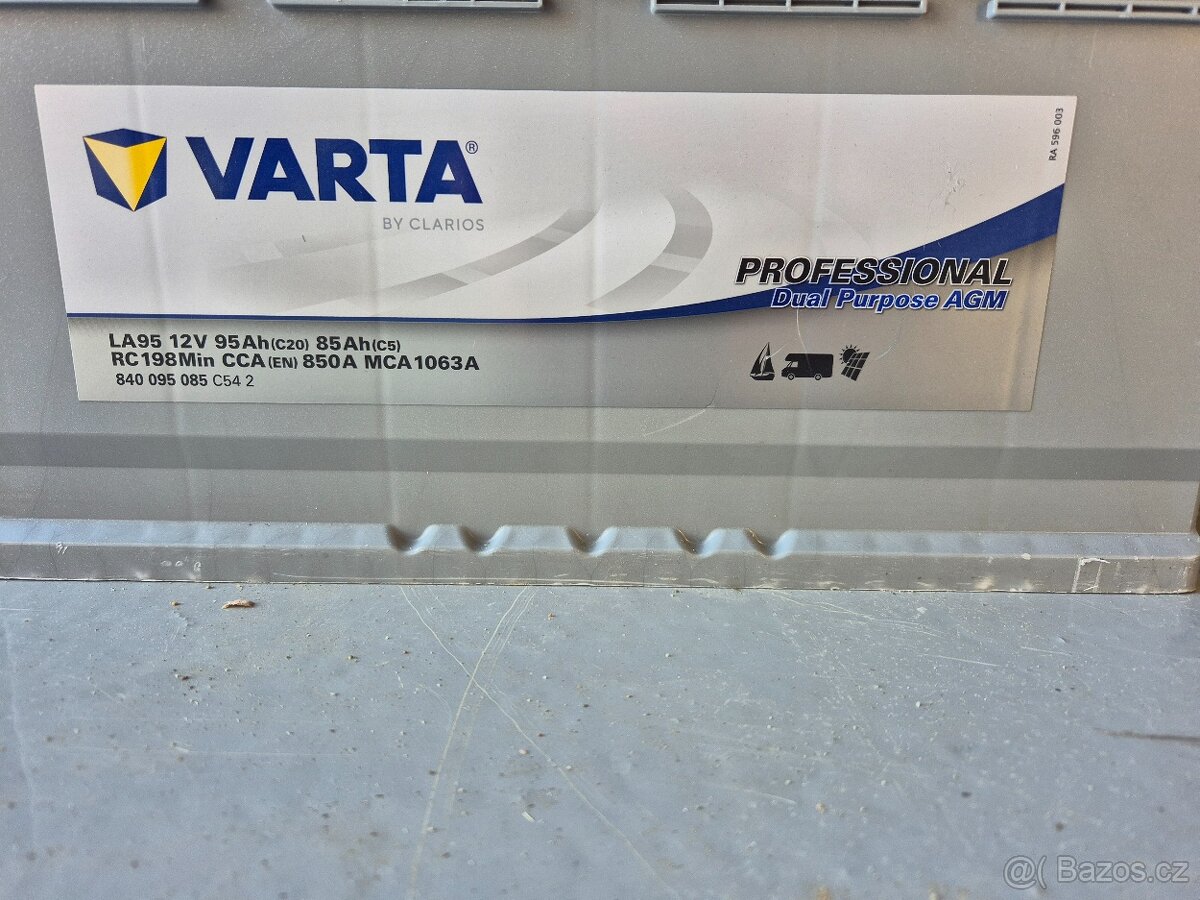 VARTA®
BY CLARIOS
RA 596 003
PROFESSIONAL
Dual Purpose AGM
LA95 12V 95Ah(C20) 85Ah(C5)
RC198Min CCA(EN) 850A MCA1063A
840 095 085 C54 2
@( Bazos.cz